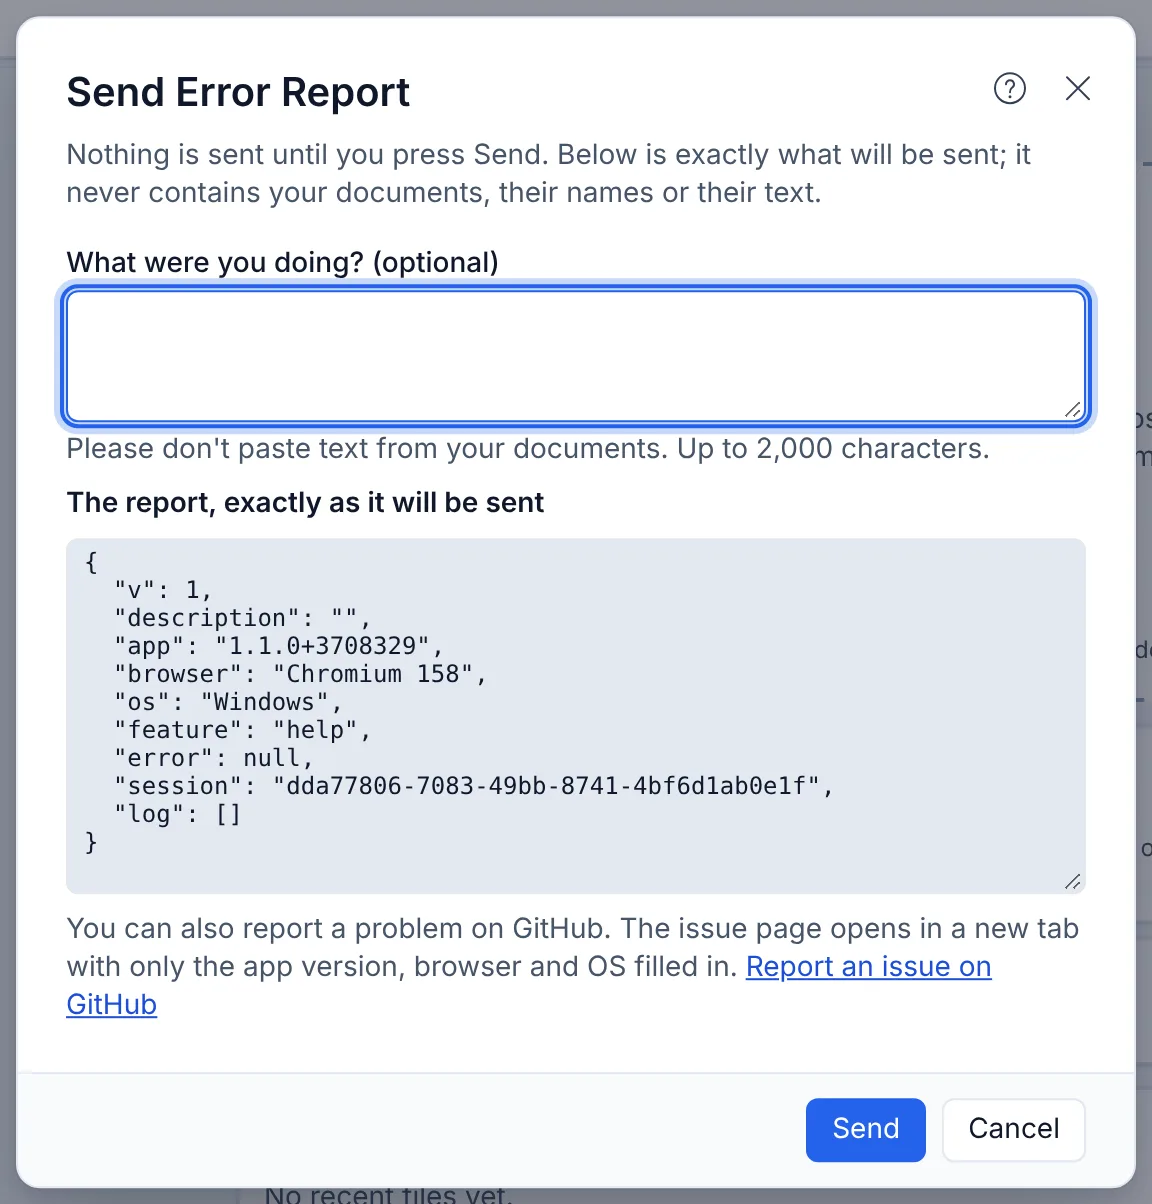 Send Error Report
Nothing is sent until you press Send. Below is exactly what will be sent; it
never contains your documents, their names or their text.
What were you doing? (optional)
Please don't paste text from your documents. Up to 2,000 characters.
The report, exactly as it will be sent
{
  "v": 1,
  "description": "",
  "app": "1.1.0+3708329",
  "browser": "Chromium 158",
  "os": "Windows",
  "feature": "help",
  "error": null,
  "session": "dda77806-7083-49bb-8741-4bf6d1ab0e1f",
  "log": []
}
You can also report a problem on GitHub. The issue page opens in a new tab
with only the app version, browser and OS filled in. Report an issue on
GitHub
Send Cancel
No recent files yet.